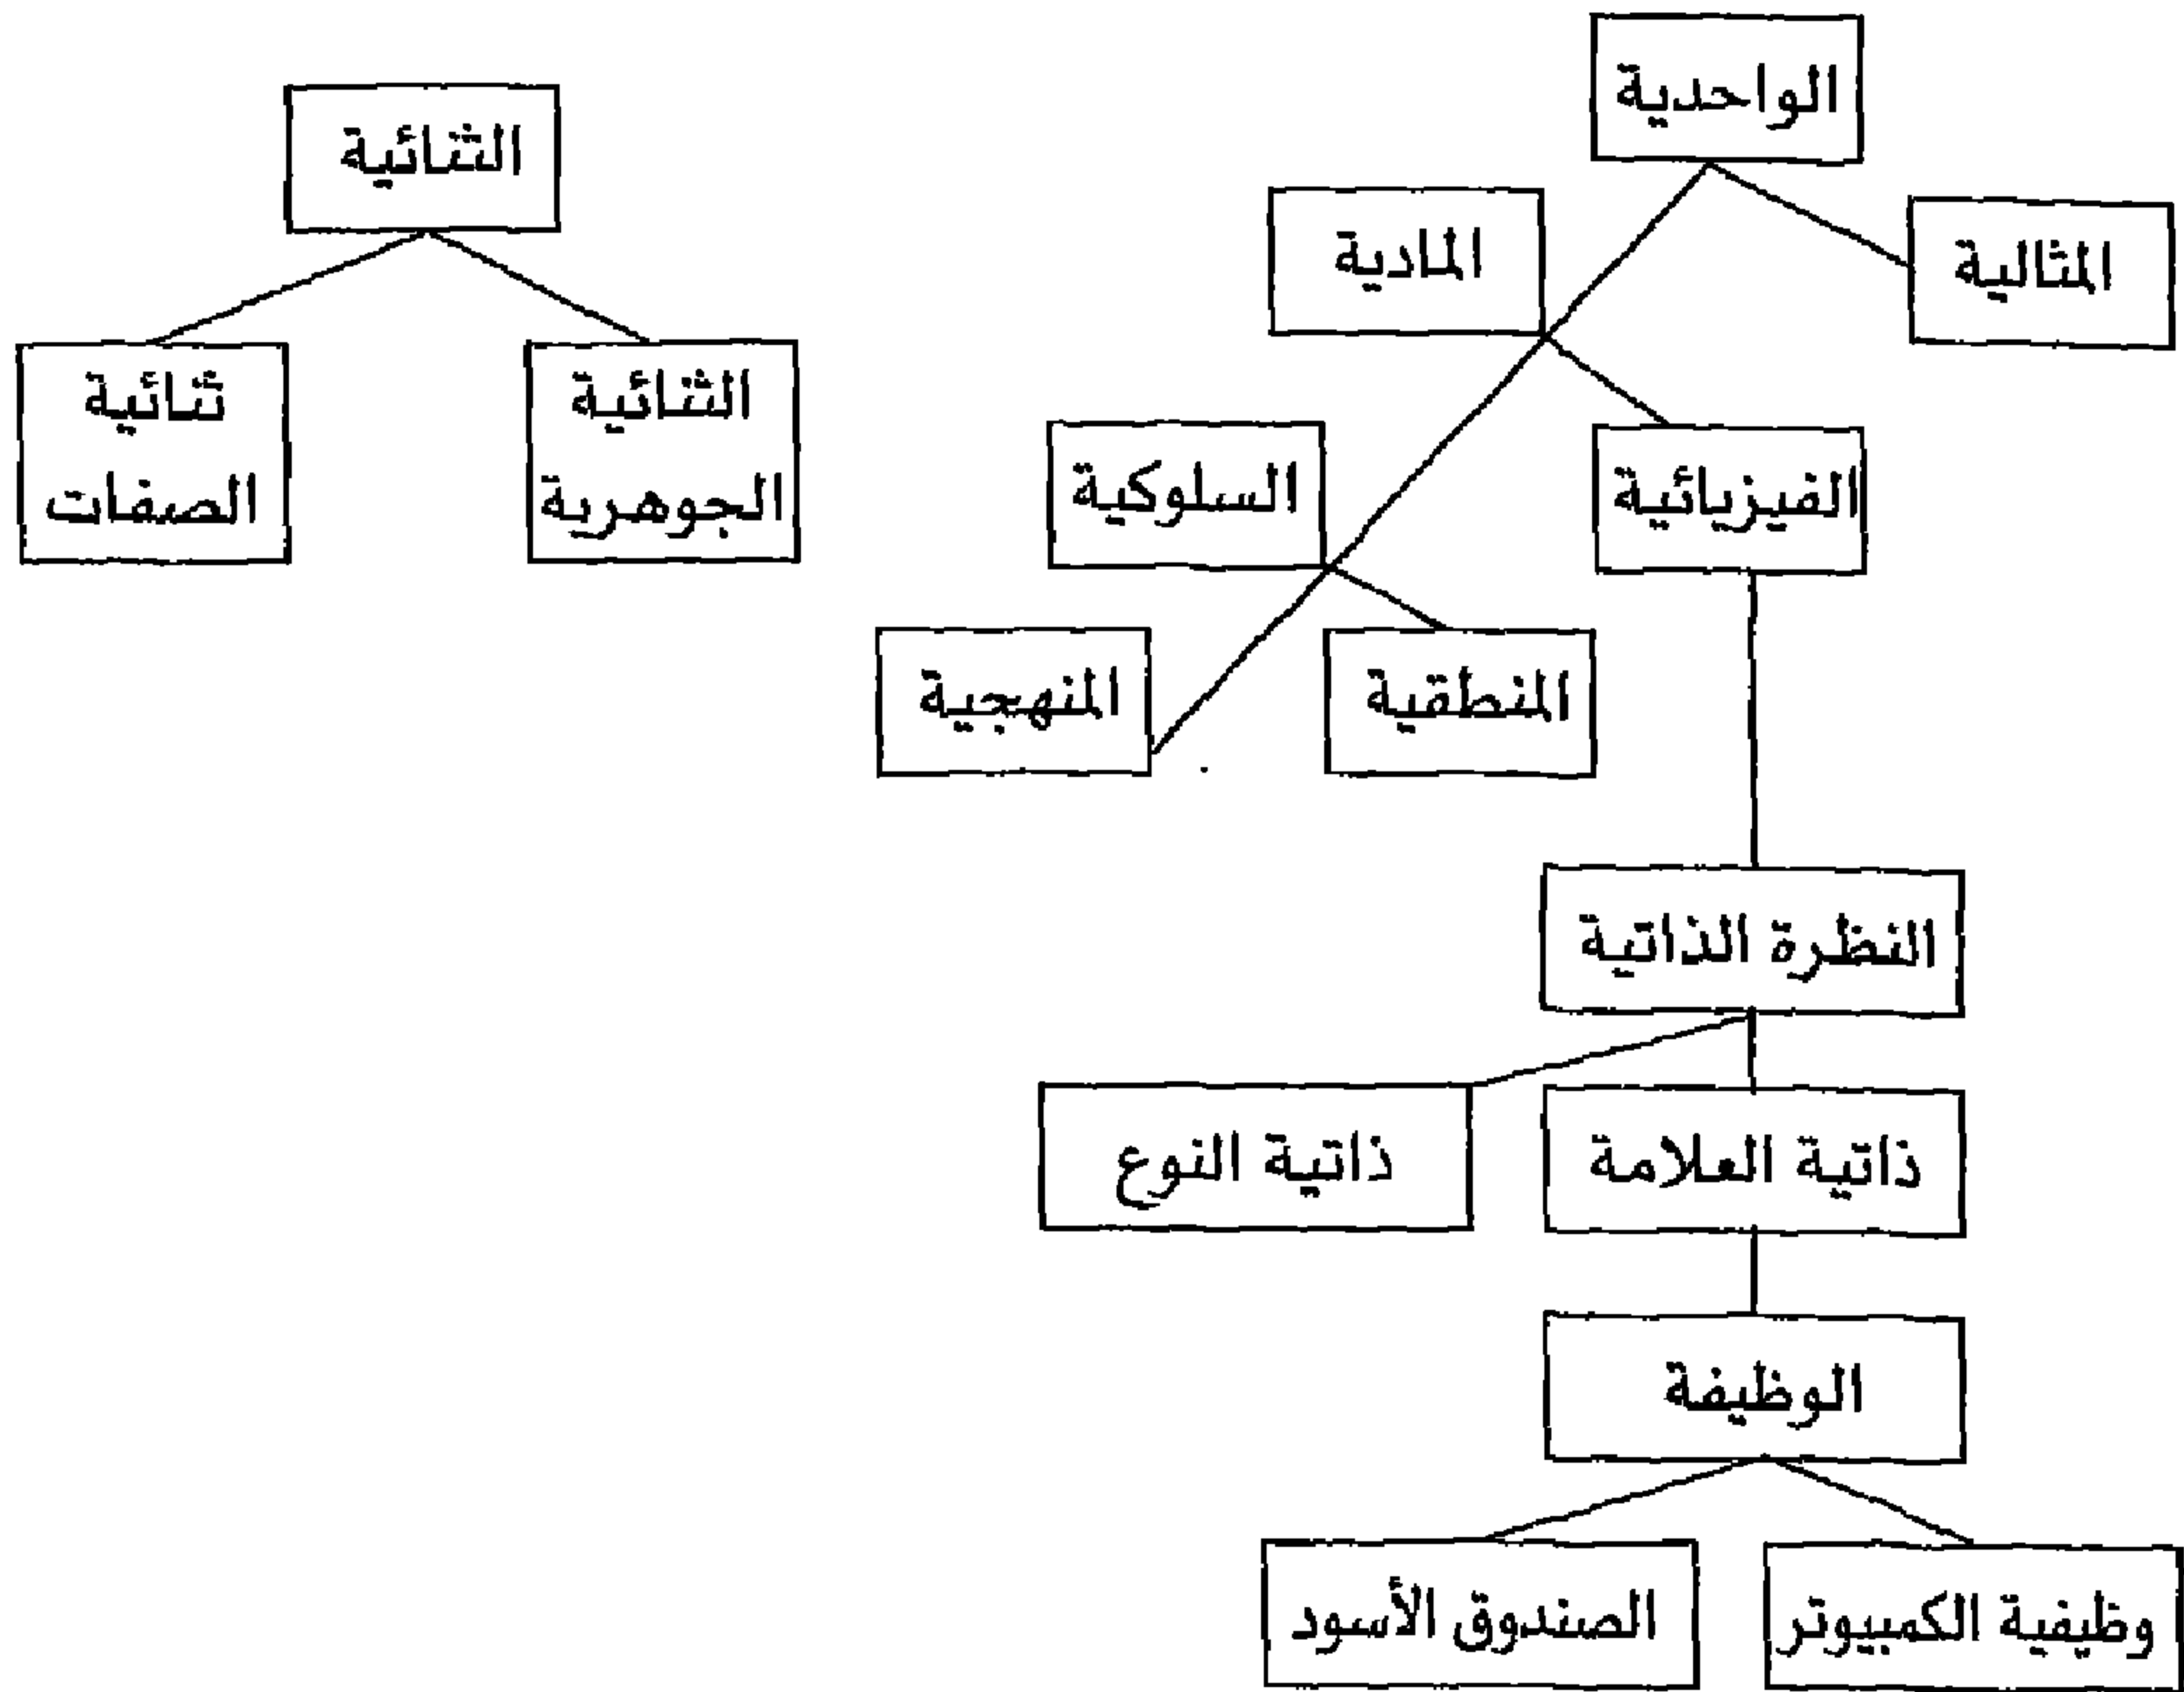 الواحدية
الثنائية
المثالية
المادية
ثنائية
الصفات
الثنائية
الجوهرية
الفيزيائية
السلوكية
المنطقية
المنهجية
النظرة الذاتية
ذاتية العلامة
ذاتية النوع
الوظيفة
وظيفية الكمبيوتر
الصندوق الأسود